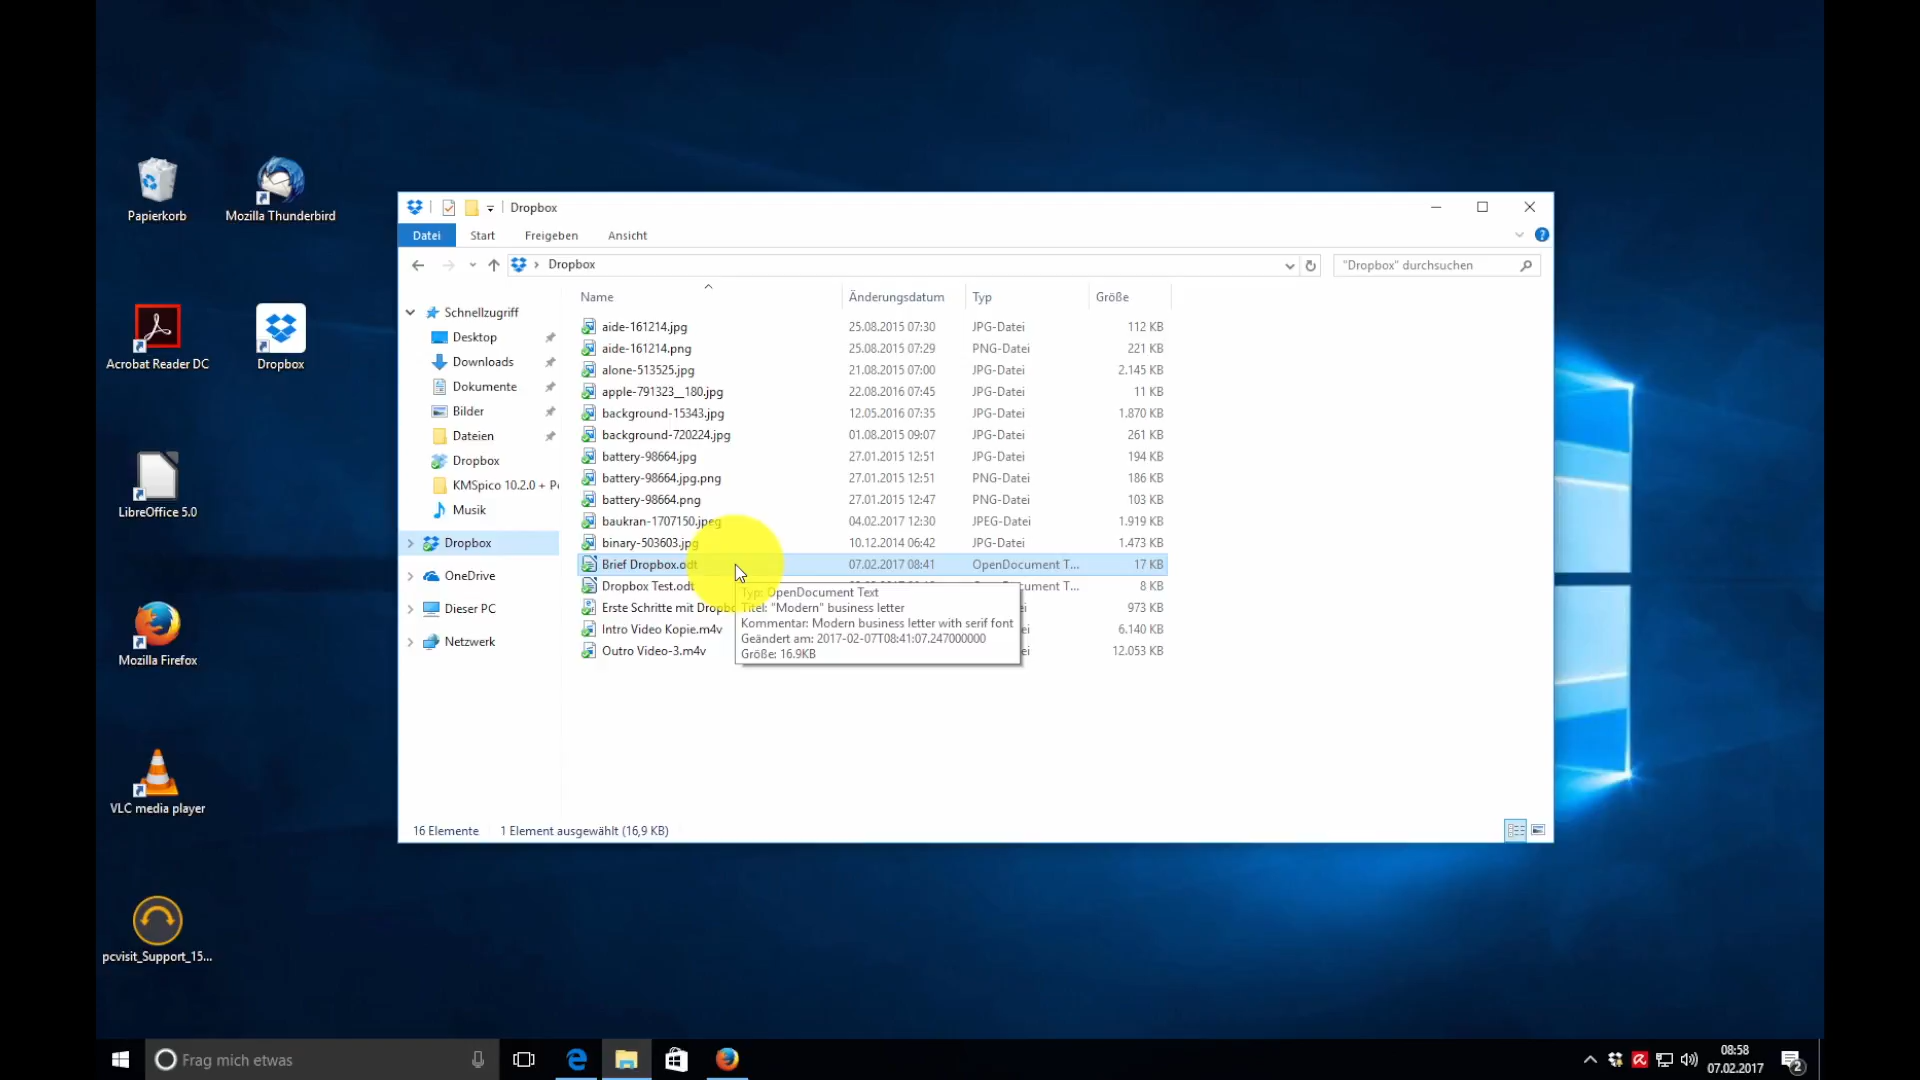 Papierkorb
Mozilla Thunderbird
Acrobat Reader DC
Dropbox
LibreOffice 5.0
Mozilla Firefox
VLC media player
pcvisit_Support_15...
Dropbox
Datei Start Freigeben Ansicht
Dropbox
"Dropbox" durchsuchen
Schnellzugriff
Desktop
Downloads
Dokumente
Bilder
Dateien
Dropbox
KMSpico 10.2.0 +
Musik
Dropbox
OneDrive
Dieser PC
Netzwerk
Name Änderungsdatum Typ Größe
aide-161214.jpg 25.08.2015 07:30 JPG-Datei 112 KB
aide-161214.png 25.08.2015 07:29 PNG-Datei 221 KB
alone-513525.jpg 21.08.2015 07:00 JPG-Datei 2.145 KB
apple-791323__180.jpg 22.08.2016 07:45 JPG-Datei 11 KB
background-15343.jpg 12.05.2016 07:35 JPG-Datei 1.870 KB
background-720224.jpg 01.08.2015 09:07 JPG-Datei 261 KB
battery-98664.jpg 27.01.2015 12:51 JPG-Datei 194 KB
battery-98664.jpg.png 27.01.2015 12:51 PNG-Datei 186 KB
battery-98664.png 27.01.2015 12:47 PNG-Datei 103 KB
baukran-1707150.jpeg 04.02.2017 12:30 JPEG-Datei 1.919 KB
binary-503603.jpg 10.12.2014 06:42 JPG-Datei 1.473 KB
Brief Dropbox.odt 07.02.2017 08:41 OpenDocument T... 17 KB
Dropbox Test.odt T... 8 KB
Erste Schritte mit 973 KB
Intro Video Kopie.m4v 6.140 KB
Outro Video-3.m4v 12.053 KB
Typ: OpenDocument Text
Titel: "Modern" business letter
Kommentar: Modern business letter with serif font
Geändert am: 2017-02-07T08:41:07.247000000
Größe: 16.9KB
16 Elemente 1 Element ausgewählt (16,9 KB)
Frag mich etwas
08:58
07.02.2017
2